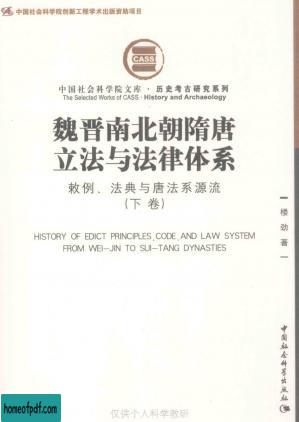 中国社会科学院创新工程学术出版资助项目
CASS
中国社会科学院文库·历史考古研究系列
The Selected Works of CASS · History and Archaeology
魏晋南北朝隋唐
立法与法律体系
敕例、法典与唐法系源流
(下卷)
HISTORY OF EDICT PRINCIPLES, CODE AND LAW SYSTEM
FROM WEI-JIN TO SUI-TANG DYNASTIES
楼劲 著
中国社会科学出版社
仅供个人科学教研
homeofpdf.com
homeofpdf.com